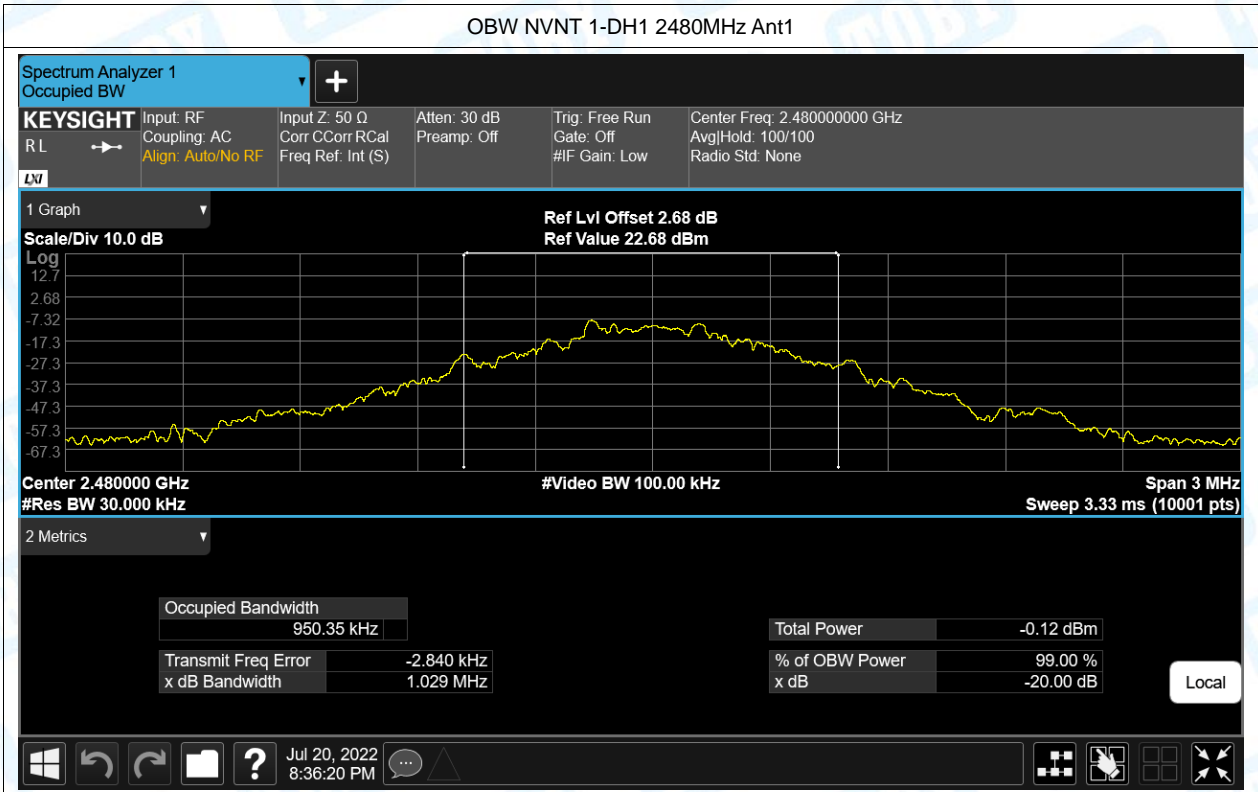 OBW NVNT 1-DH1 2480MHz Ant1
Spectrum Analyzer 1
Occupied BW
KEYSIGHT
R L
LXI
Input: RF
Coupling: AC
Align: Auto/No RF
Input Z: 50 Ω
Corr CCorr RCal
Freq Ref: Int (S)
Atten: 30 dB
Preamp: Off
Trig: Free Run
Gate: Off
#IF Gain: Low
Center Freq: 2.480000000 GHz
Avg|Hold: 100/100
Radio Std: None
1 Graph
Scale/Div 10.0 dB
Ref Lvl Offset 2.68 dB
Ref Value 22.68 dBm
Log
12.7
2.68
-7.32
-17.3
-27.3
-37.3
-47.3
-57.3
-67.3
Center 2.480000 GHz
#Video BW 100.00 kHz
Span 3 MHz
#Res BW 30.000 kHz
Sweep 3.33 ms (10001 pts)
2 Metrics
Occupied Bandwidth
950.35 kHz
Total Power -0.12 dBm
Transmit Freq Error -2.840 kHz
% of OBW Power 99.00 %
x dB Bandwidth 1.029 MHz
x dB -20.00 dB
Local
?
Jul 20, 2022
8:36:20 PM